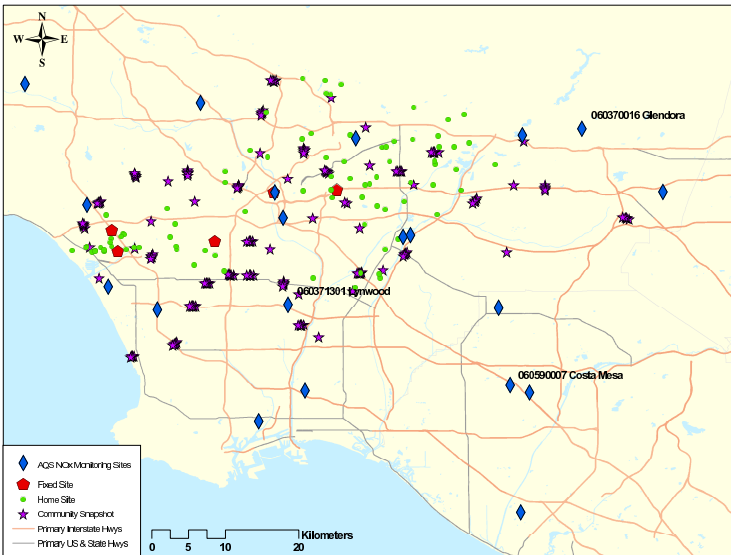 N
W E
S
060370016 Glendora
060371301 Lynwood
060590007 Costa Mesa
AQS NOx Monitoring Sites
Fixed Site
Home Site
Community Snapshot
Primary Interstate Hwys
Primary US & State Hwys
Kilometers
0 5 10 20